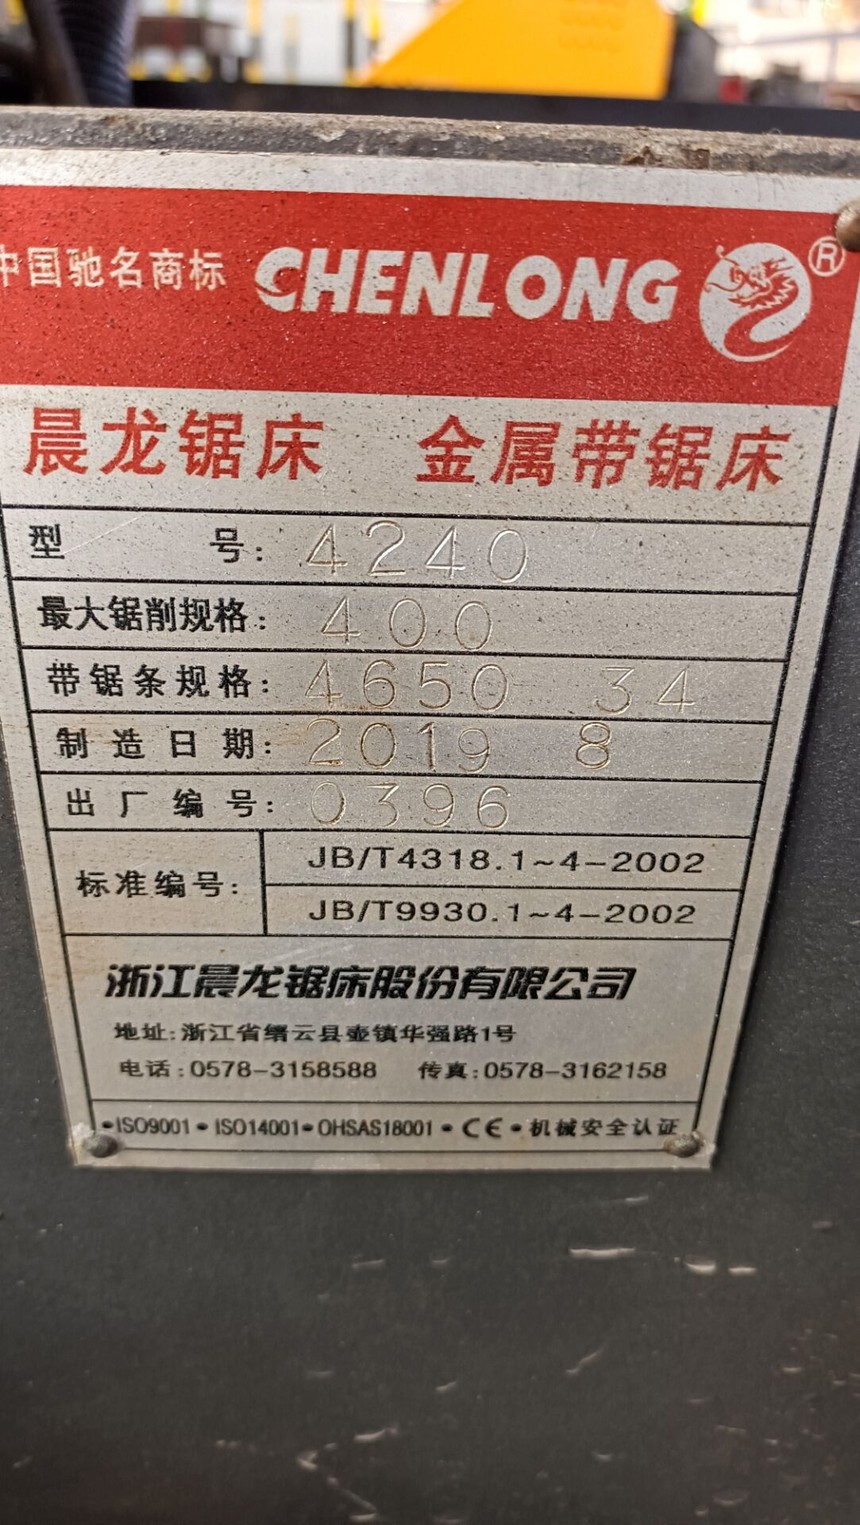 中国驰名商标 CHENLONG ®
晨龙锯床 金属带锯床
型号: 4240
最大锯削规格: 400
带锯条规格: 4650 34
制造日期: 2019 8
出厂编号: 0396
标准编号: JB/T4318.1~4-2002
JB/T9930.1~4-2002
浙江晨龙锯床股份有限公司
地址:浙江省缙云县壶镇华强路1号
电话:0578-3158588 传真:0578-3162158
•ISO9001•ISO14001•OHSAS18001•CE•机械安全认证